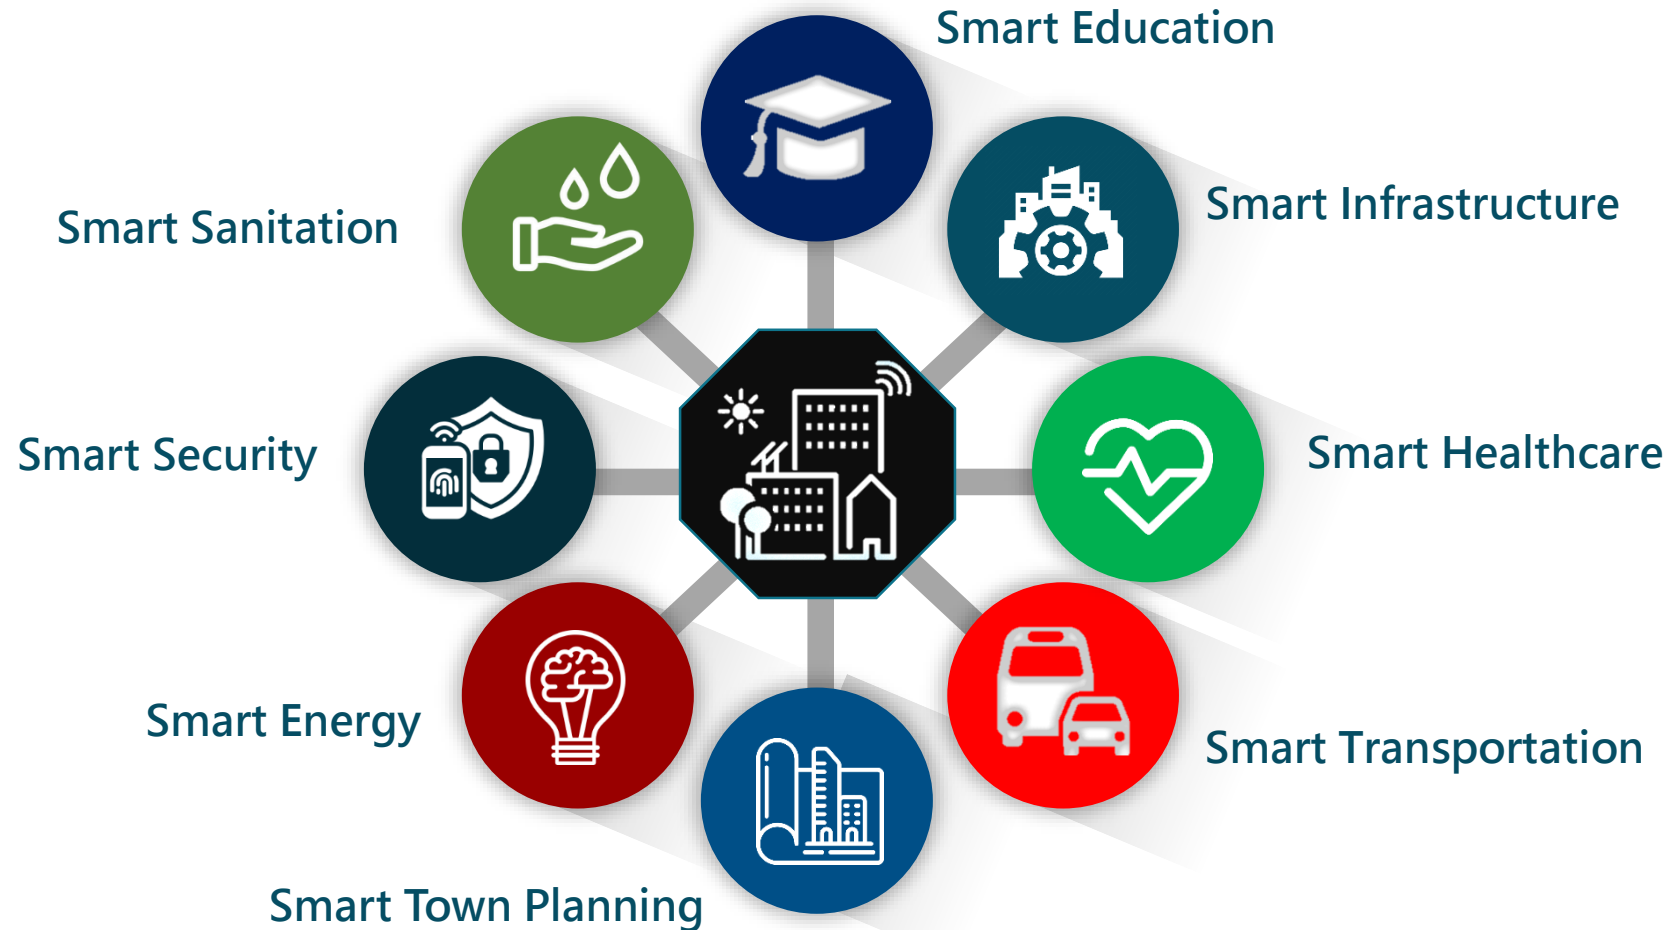 Smart Education
Smart Infrastructure
Smart Sanitation
Smart Healthcare
Smart Security
Smart Energy
Smart Transportation
Smart Town Planning